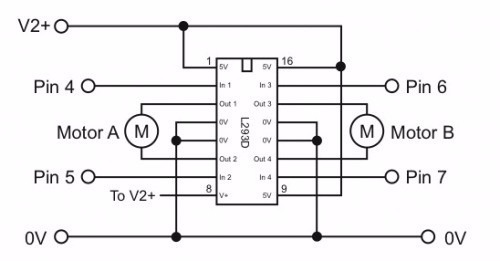 V2+
1 5V 5V 16
Pin 4 In 1 In 3 Pin 6
Out 1 Out 3
Motor A M 0V 0V M Motor B
L293D
0V 0V
Out 2 Out 4
Pin 5 In 2 In 4 Pin 7
To V2+ 8 V+ 5V 9
0V 0V